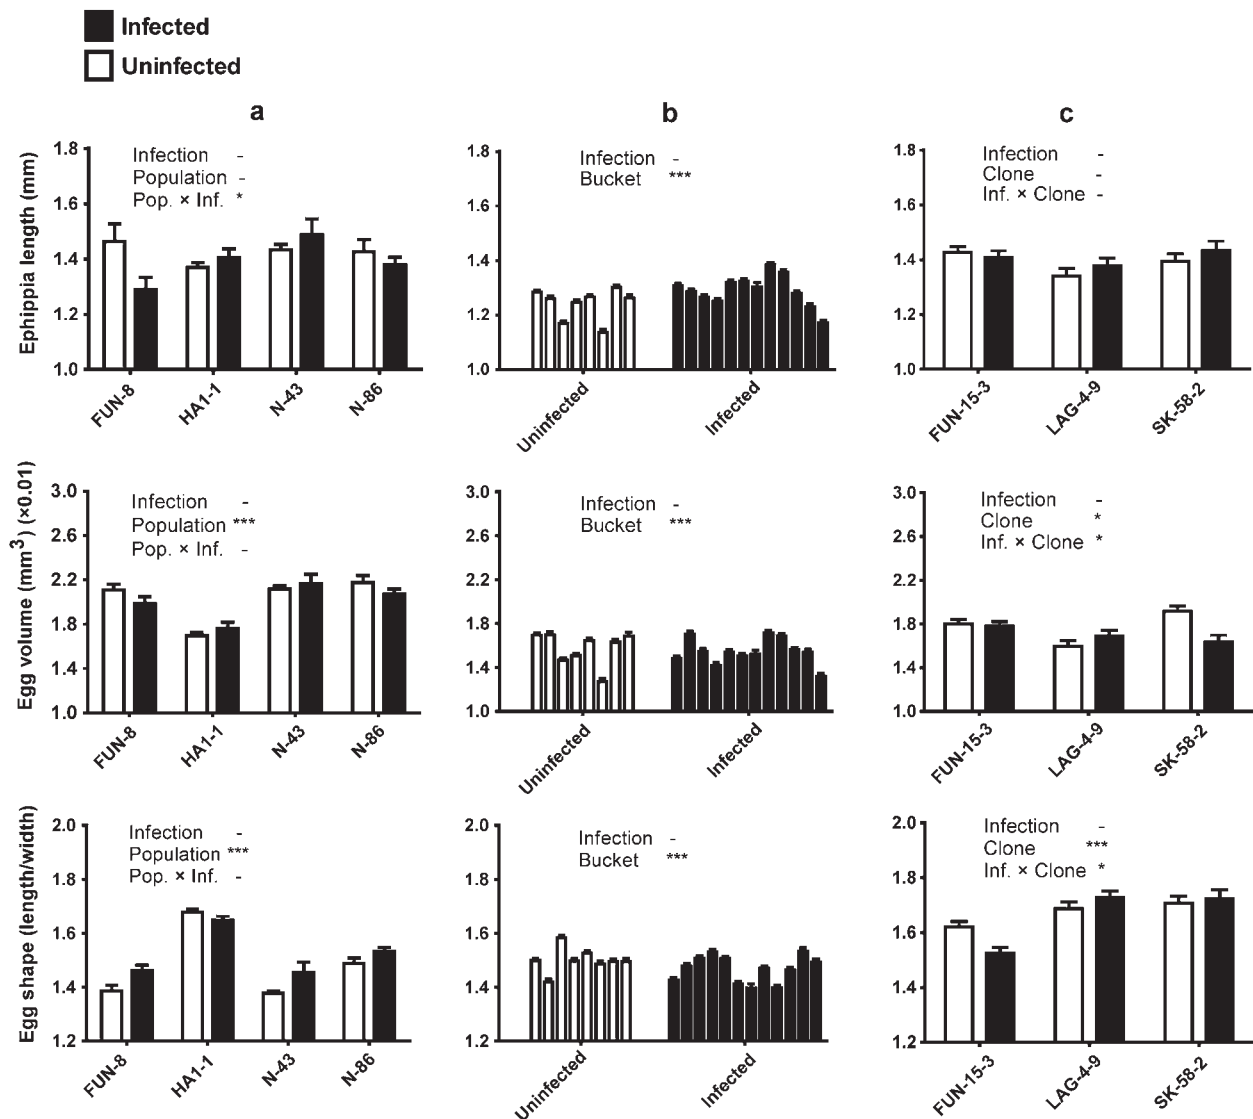 Infected
Uninfected
a
b
c
Ephippia length (mm)
1.8
1.6
1.4
1.2
1.0
Infection -
Population -
Pop. × Inf. *
FUN-8
HA1-1
N-43
N-86
1.8
1.6
1.4
1.2
1.0
Infection -
Bucket ***
Uninfected
Infected
1.8
1.6
1.4
1.2
1.0
Infection -
Clone -
Inf. × Clone -
FUN-15-3
LAG-4-9
SK-58-2
Egg volume (mm³) (×0.01)
3.0
2.6
2.2
1.8
1.4
1.0
Infection -
Population ***
Pop. × Inf. -
FUN-8
HA1-1
N-43
N-86
3.0
2.6
2.2
1.8
1.4
1.0
Infection -
Bucket ***
Uninfected
Infected
3.0
2.6
2.2
1.8
1.4
1.0
Infection -
Clone *
Inf. × Clone *
FUN-15-3
LAG-4-9
SK-58-2
Egg shape (length/width)
2.0
1.8
1.6
1.4
1.2
Infection -
Population ***
Pop. × Inf. -
FUN-8
HA1-1
N-43
N-86
2.0
1.8
1.6
1.4
1.2
Infection -
Bucket ***
Uninfected
Infected
2.0
1.8
1.6
1.4
1.2
Infection -
Clone ***
Inf. × Clone *
FUN-15-3
LAG-4-9
SK-58-2